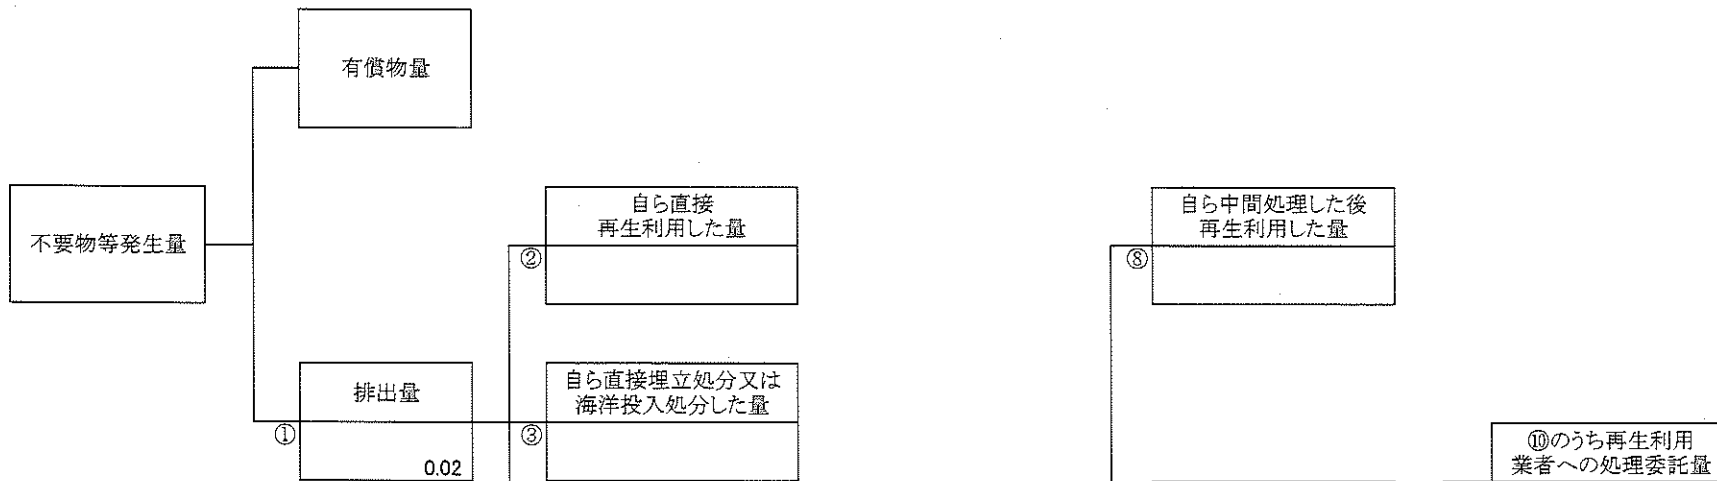 有償物量
不要物等発生量
自ら直接
再生利用した量
②
自ら中間処理した後
再生利用した量
⑧
排出量
①
0.02
自ら直接埋立処分又は
海洋投入処分した量
③
⑩のうち再生利用
業者への処理委託量